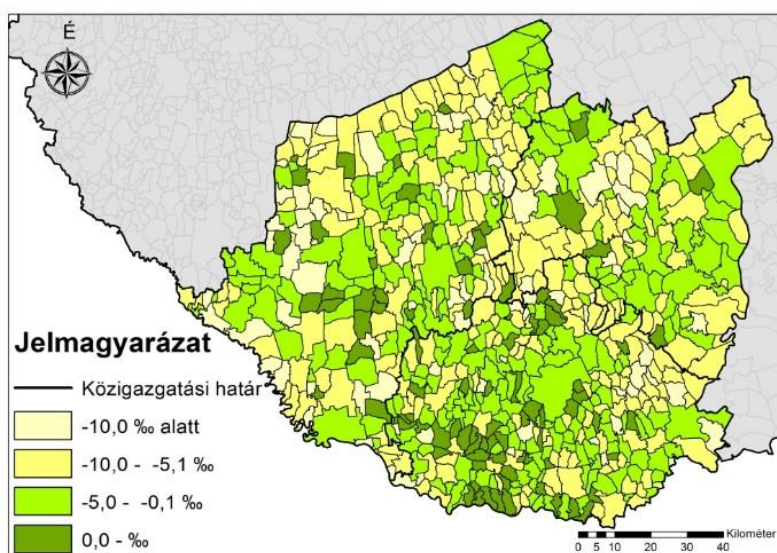 É
Jelmagyarázat
Közigazgatási határ
-10,0 ‰ alatt
-10,0 - -5,1 ‰
-5,0 - -0,1 ‰
0,0 - ‰
Kilométer
0 5 10 20 30 40